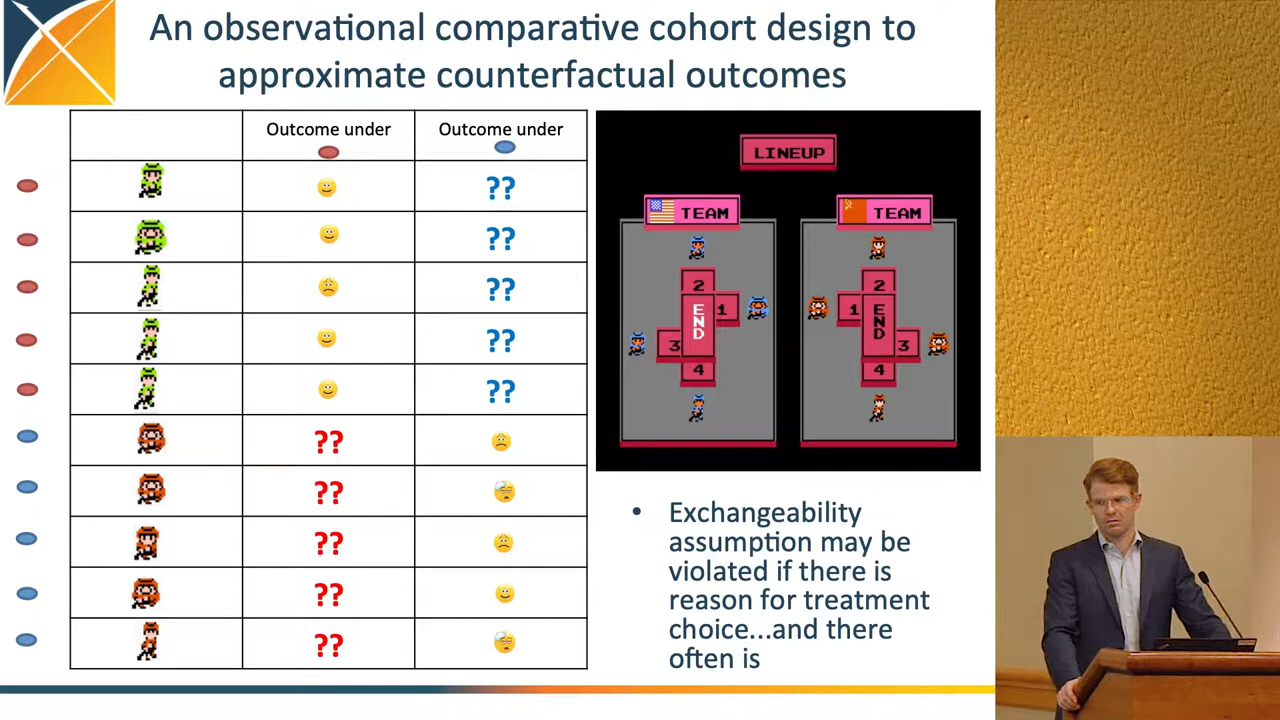 An observational comparative cohort design to
approximate counterfactual outcomes
Outcome under
Outcome under
??
??
??
??
??
??
??
??
??
??
LINEUP
TEAM
TEAM
2
1
END
3
4
2
1
END
3
4
• Exchangeability
assumption may be
violated if there is
reason for treatment
choice...and there
often is